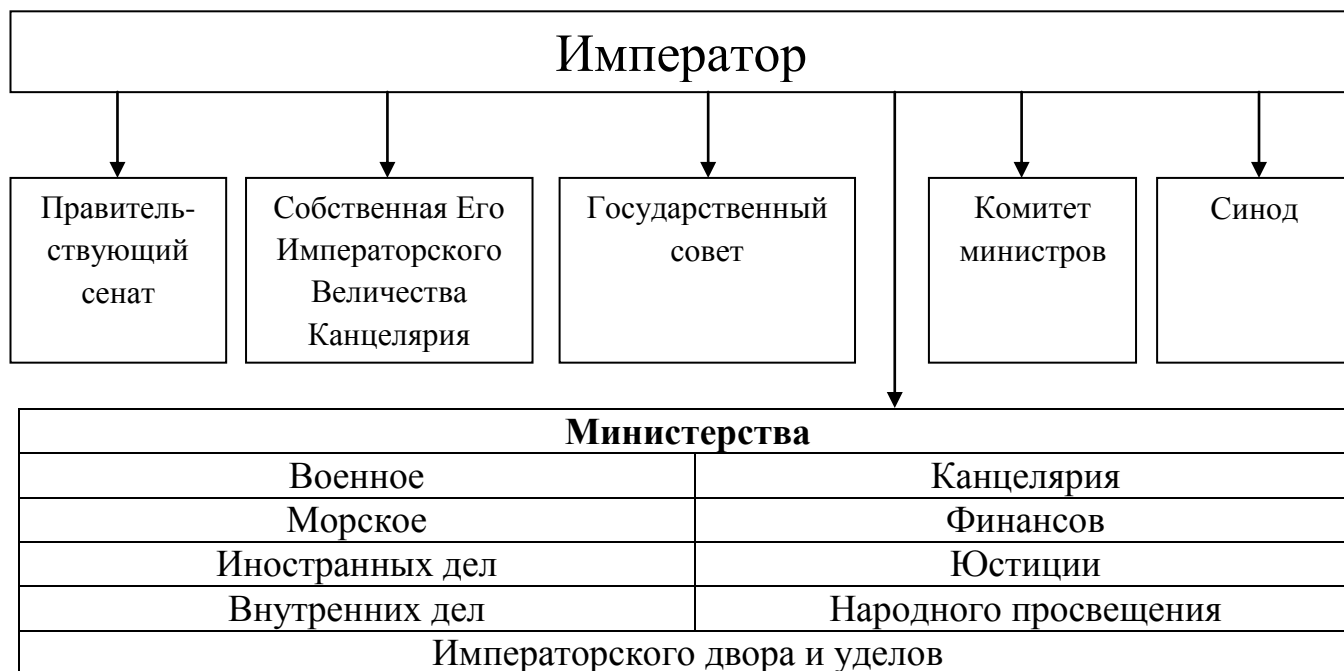 Император
Правитель-
ствующий
сенат
Собственная Его
Императорского
Величества
Канцелярия
Государственный
совет
Комитет
министров
Синод
Министерства
Военное Канцелярия
Морское Финансов
Иностранных дел Юстиции
Внутренних дел Народного просвещения
Императорского двора и уделов